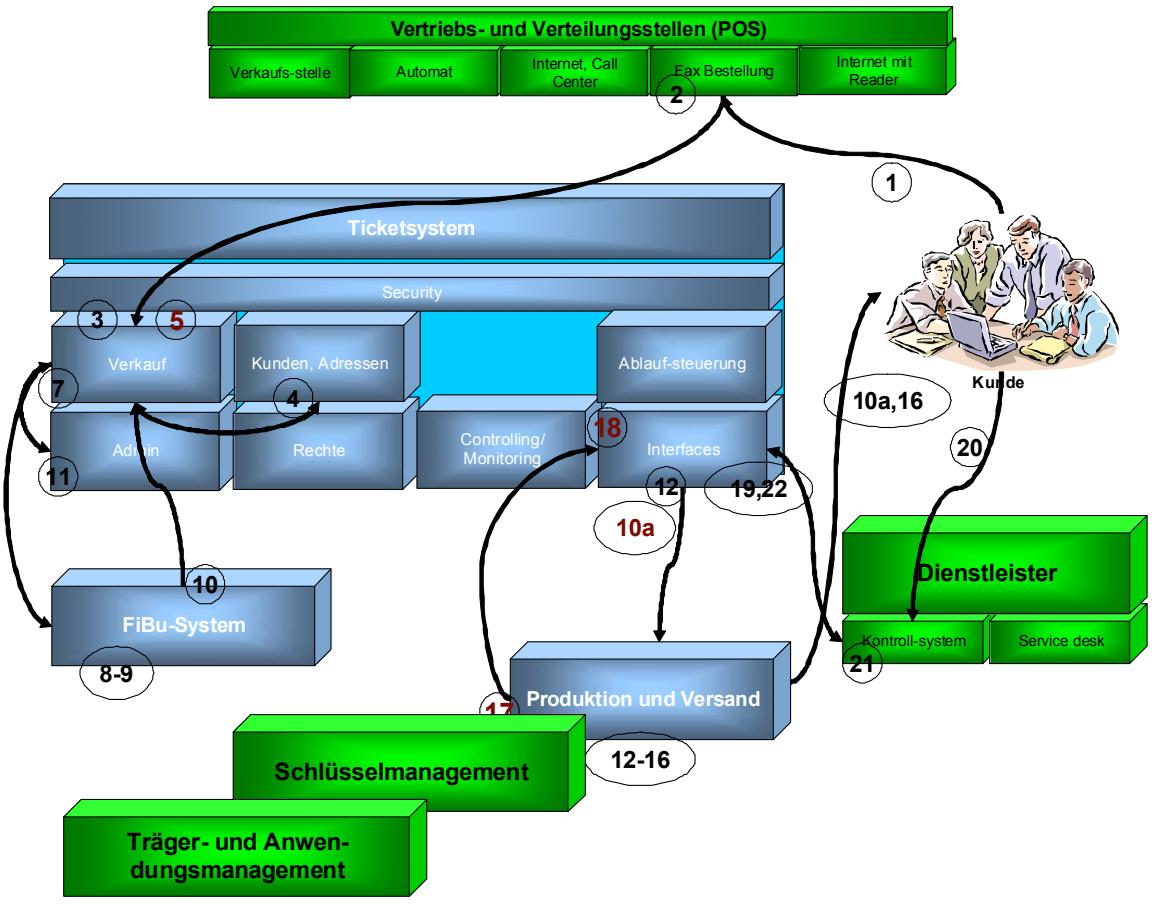 Vertriebs- und Verteilungsstellen (POS)
Verkaufs-stelle
Automat
Internet, Call
Center
Fax Bestellung
Internet mit
Reader
2
1
Ticketsystem
Security
3
5
Verkauf
Kunden, Adressen
Ablauf-steuerung
7
4
Kunde
10a,16
Admin
Rechte
Controlling/
Monitoring
18
Interfaces
20
11
12
19,22
10a
10
Dienstleister
FiBu-System
8-9
Kontroll-system
Service desk
21
Produktion und Versand
17
12-16
Schlüsselmanagement
Träger- und Anwen-
dungsmanagement